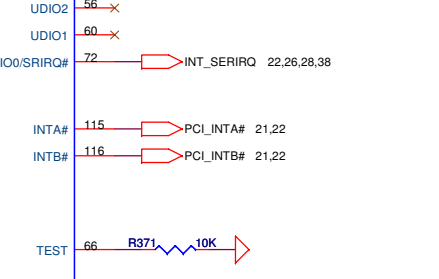 UDIO2 56
UDIO1 60
IO0/SRIRQ# 72 INT_SERIRQ 22,26,28,38
INTA# 115 PCI_INTA# 21,22
INTB# 116 PCI_INTB# 21,22
TEST 66 R371 10K